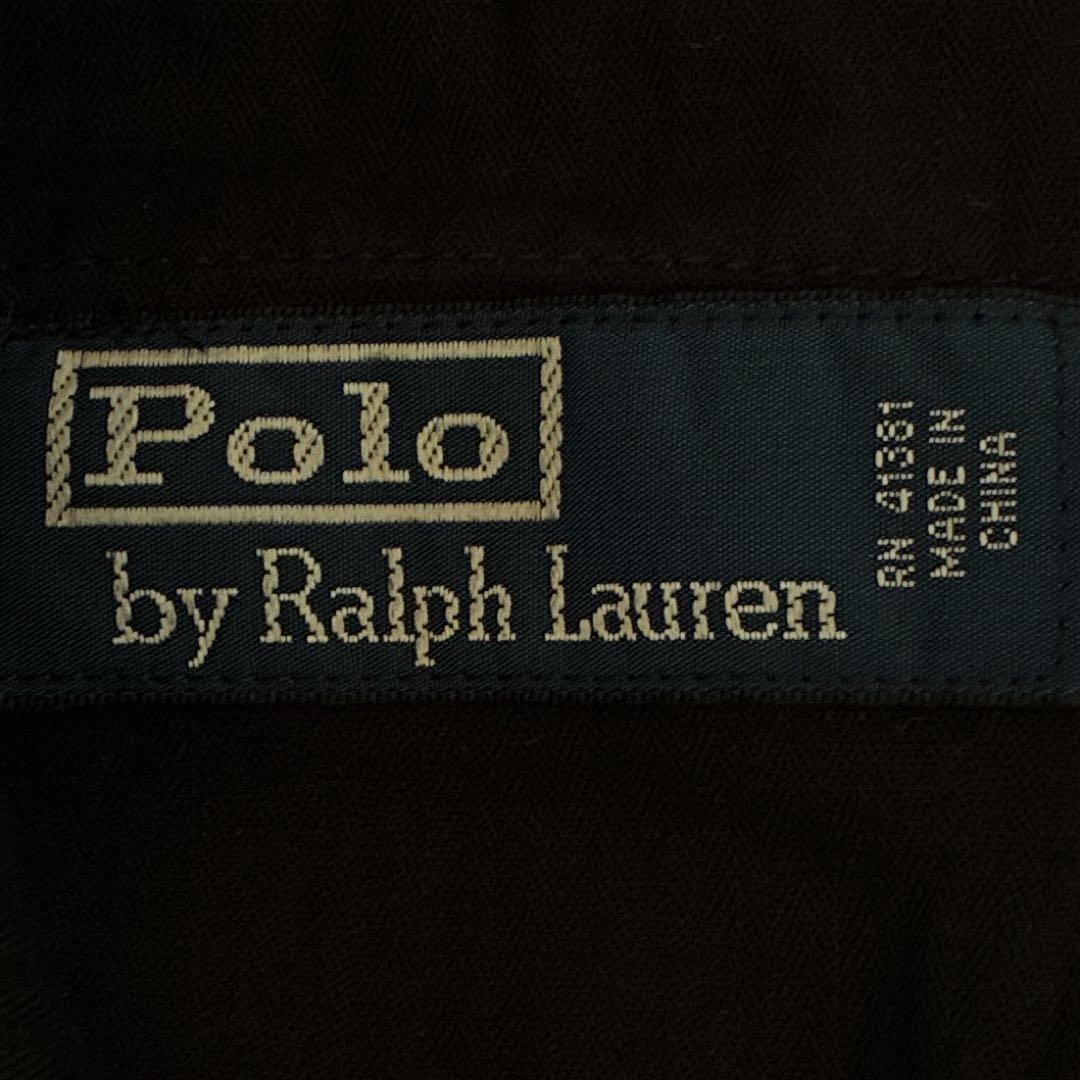 Polo
by Ralph Lauren
RN 41381
MADE IN
CHINA